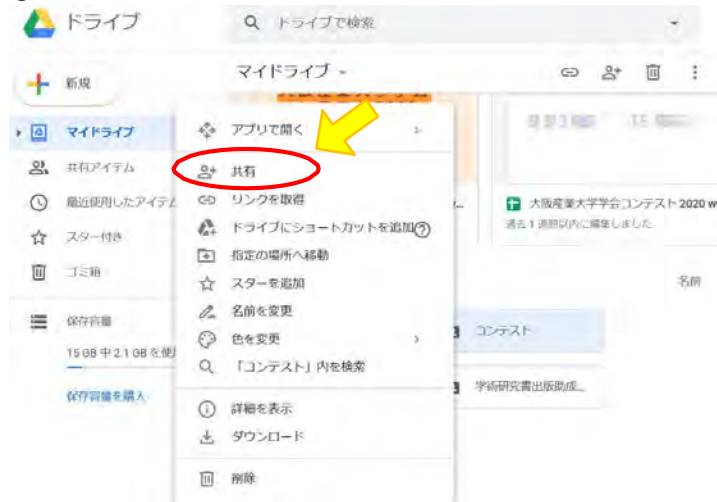 ドライブ
ドライブで検索
新規
マイドライブ
マイドライブ
共有アイテム
最近使用したアイテ
スター付き
ゴミ箱
保存容量
15 GB 中 2.1 GB を使
保存容量を購入
アプリで開く
共有
リンクを取得
ドライブにショートカットを追加
指定の場所へ移動
スターを追加
名前を変更
色を変更
「コンテスト」内を検索
詳細を表示
ダウンロード
削除
大阪産業大学学会コンテスト 2020 w
過去 1 週間以内に編集しました
名前
コンテスト
学術研究書出版助成...